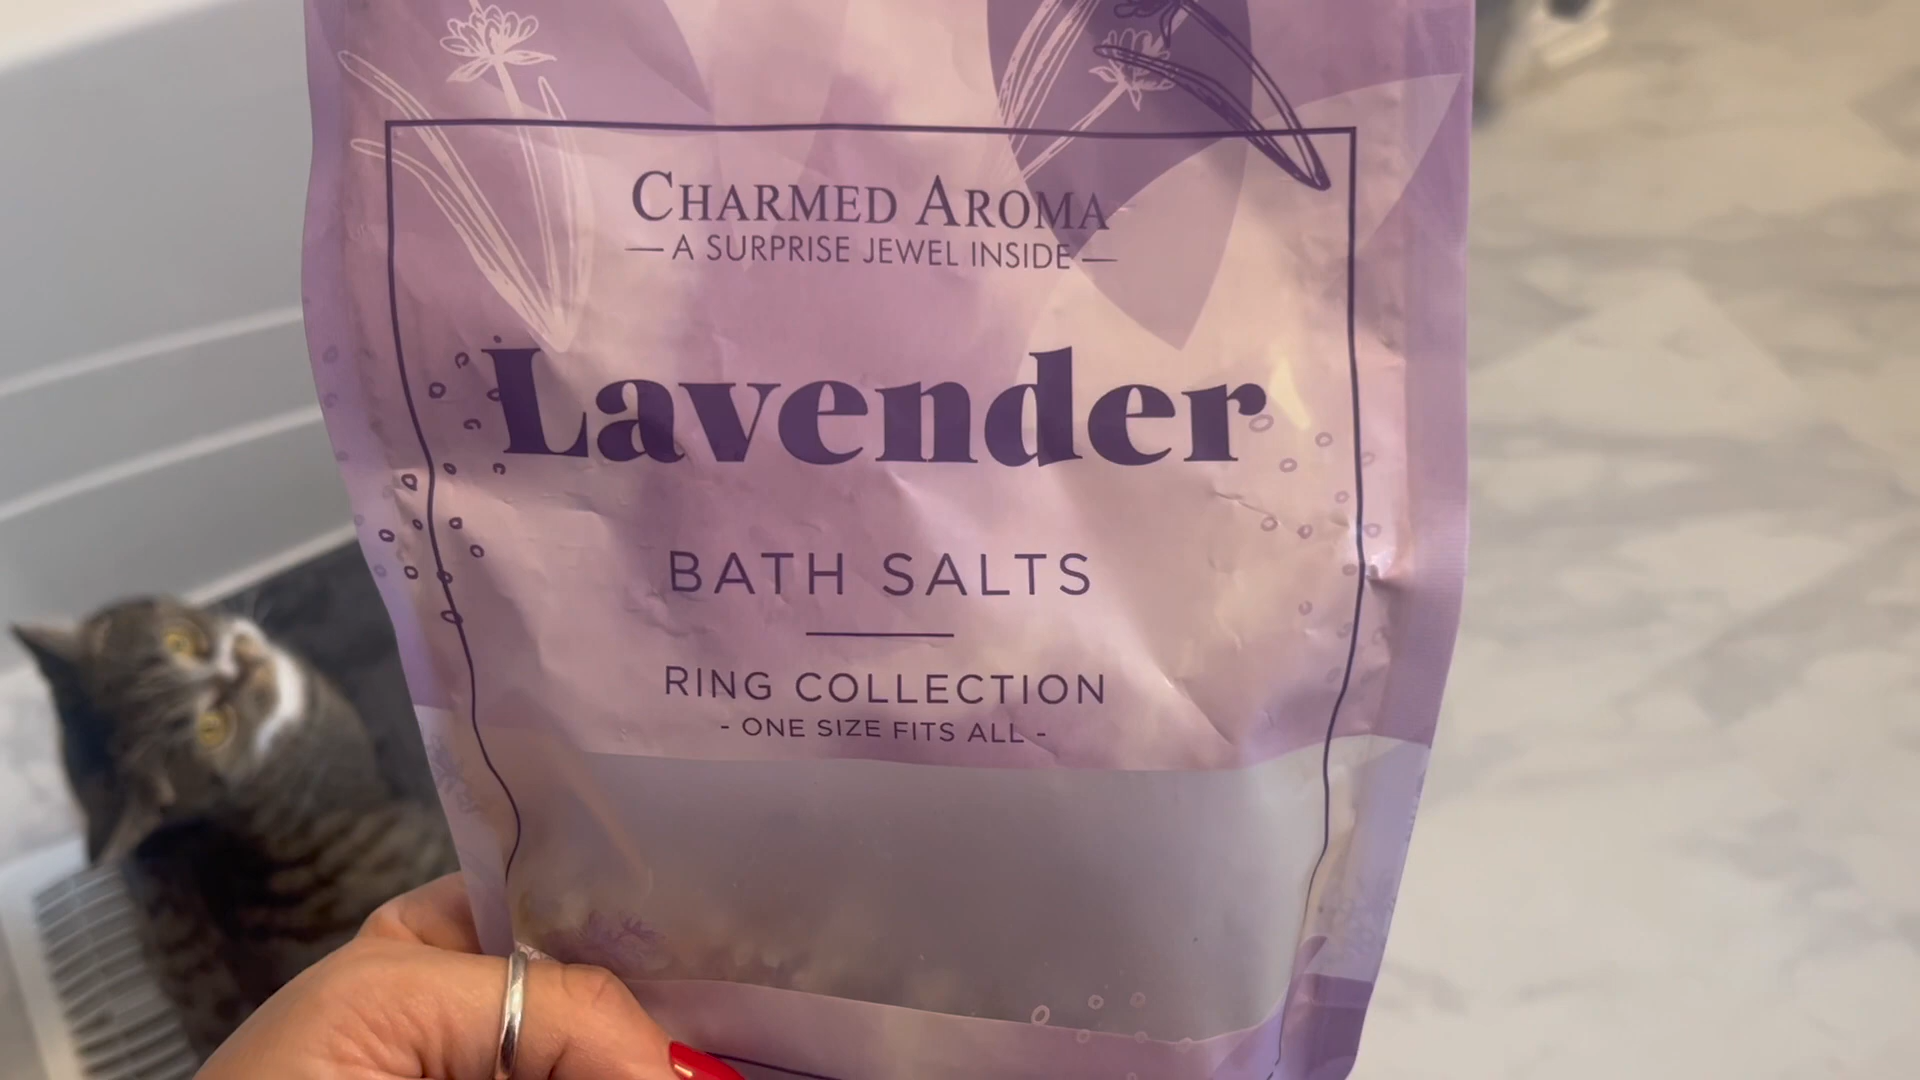 CHARMED AROMA
— A SURPRISE JEWEL INSIDE —
Lavender
BATH SALTS
RING COLLECTION
- ONE SIZE FITS ALL -